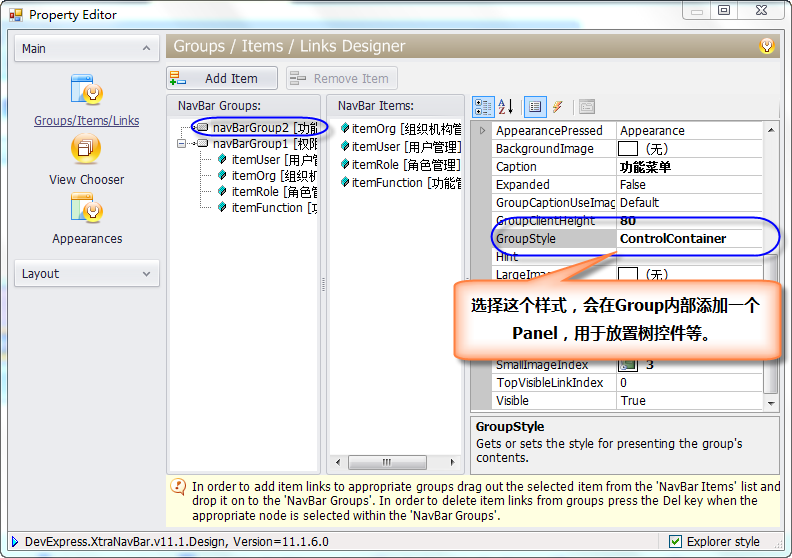 Property Editor
Main
Groups/Items/Links
View Chooser
Appearances
Layout
Groups / Items / Links Designer
Add Item
Remove Item
NavBar Groups:
navBarGroup2 [功能
navBarGroup1 [权限
itemUser [用户管
itemOrg [组织机
itemRole [角色管
itemFunction [功
NavBar Items:
itemOrg [组织机构管
itemUser [用户管理]
itemRole [角色管理]
itemFunction [功能管
AppearancePressed Appearance
BackgroundImage (无)
Caption 功能菜单
Expanded False
GroupCaptionUseImag Default
GroupClientHeight 80
GroupStyle ControlContainer
Hint
LargeIma (无)
选择这个样式，会在Group内部添加一个
Panel，用于放置树控件等。
SmallImageIndex 3
TopVisibleLinkIndex 0
Visible True
GroupStyle
Gets or sets the style for presenting the group's
contents.
In order to add item links to appropriate groups drag out the selected item from the 'NavBar Items' list and
drop it on to the 'NavBar Groups'. In order to delete item links from groups press the Del key when the
appropriate node is selected within the 'NavBar Groups'.
DevExpress.XtraNavBar.v11.1.Design, Version=11.1.6.0
Explorer style